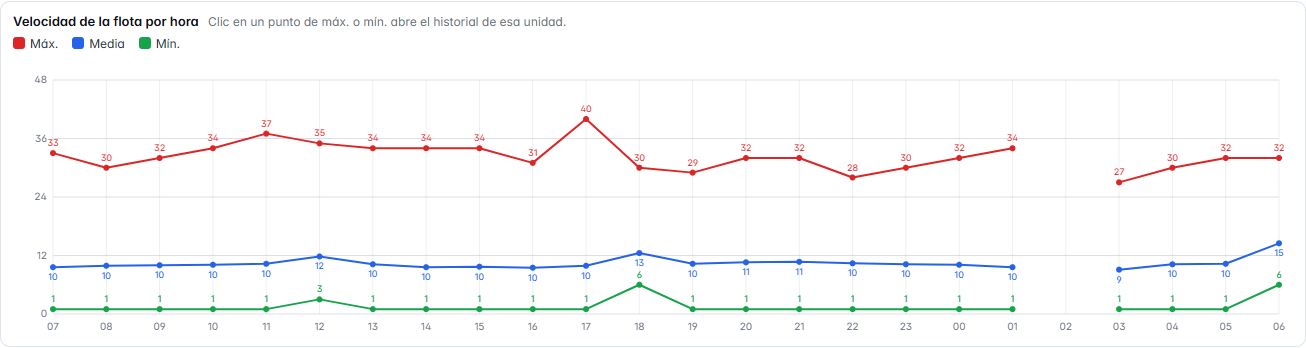 Velocidad de la flota por hora Clic en un punto de máx. o mín. abre el historial de esa unidad.
Máx. Media Mín.
48
40
37
36 33 30 32 34 35 34 34 34 31 30 29 32 32 28 30 32 34 27 30 32 32
24
12
10 10 10 10 10 12 10 10 10 10 10 13 10 11 11 10 10 10 10 9 10 10 15
1 1 1 1 1 3 1 1 1 1 1 6 1 1 1 1 1 1 1 1 1 1 6
0
07 08 09 10 11 12 13 14 15 16 17 18 19 20 21 22 23 00 01 02 03 04 05 06